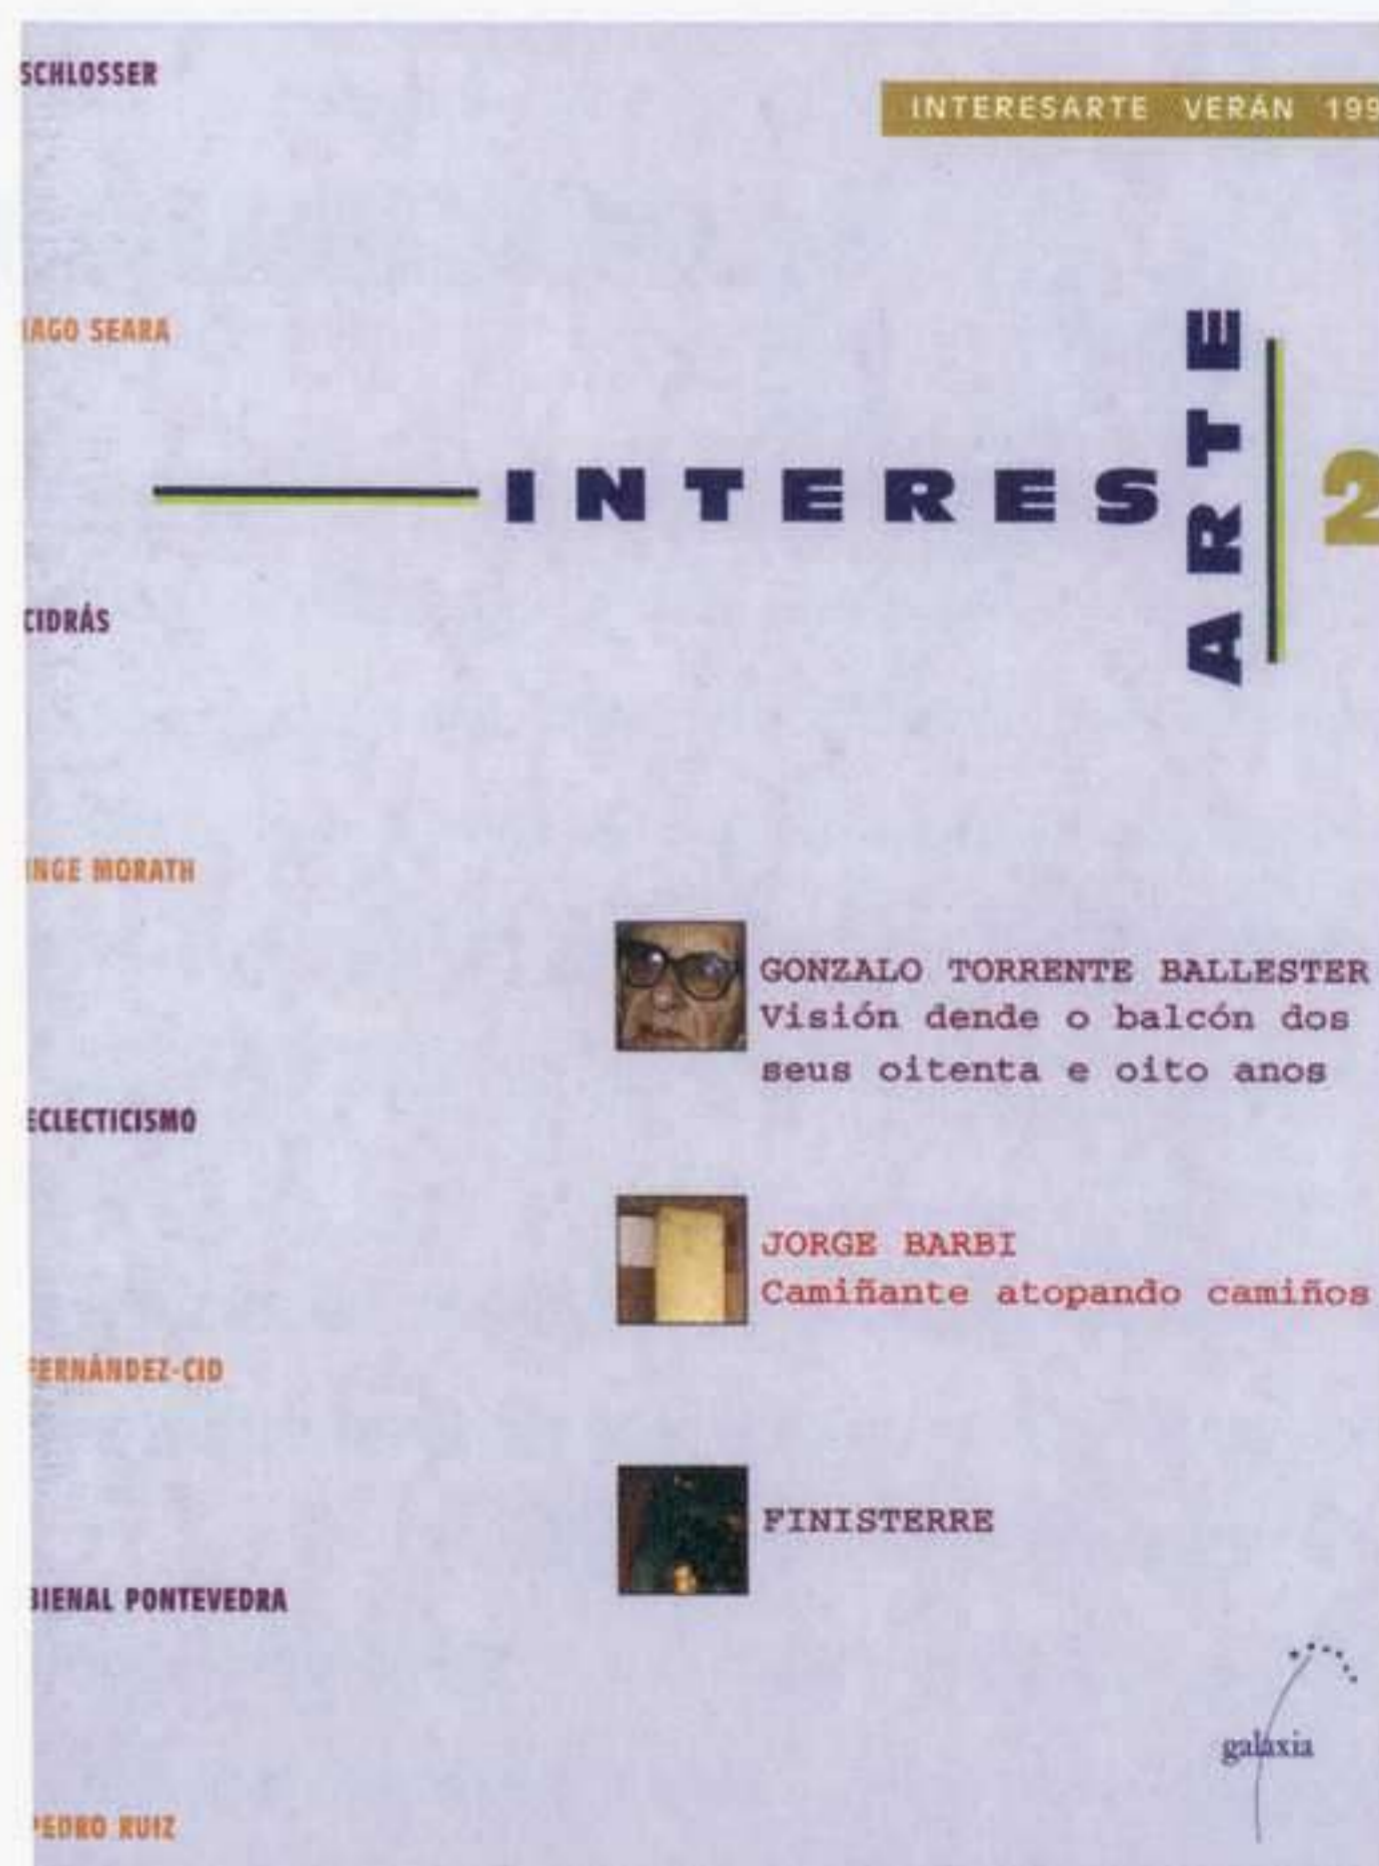 SCHLOSSER
INTERESARTE VERÁN 199
IAGO SEARA
INTERES
ARTE
2
CIDRÁS
INGE MORATH
GONZALO TORRENTE BALLESTER
Visión dende o balcón dos
seus oitenta e oito anos
ECLECTICISMO
JORGE BARBI
Camiñante atopando camiños
FERNÁNDEZ-CID
FINISTERRE
BIENAL PONTEVEDRA
galaxia
PEDRO RUIZ